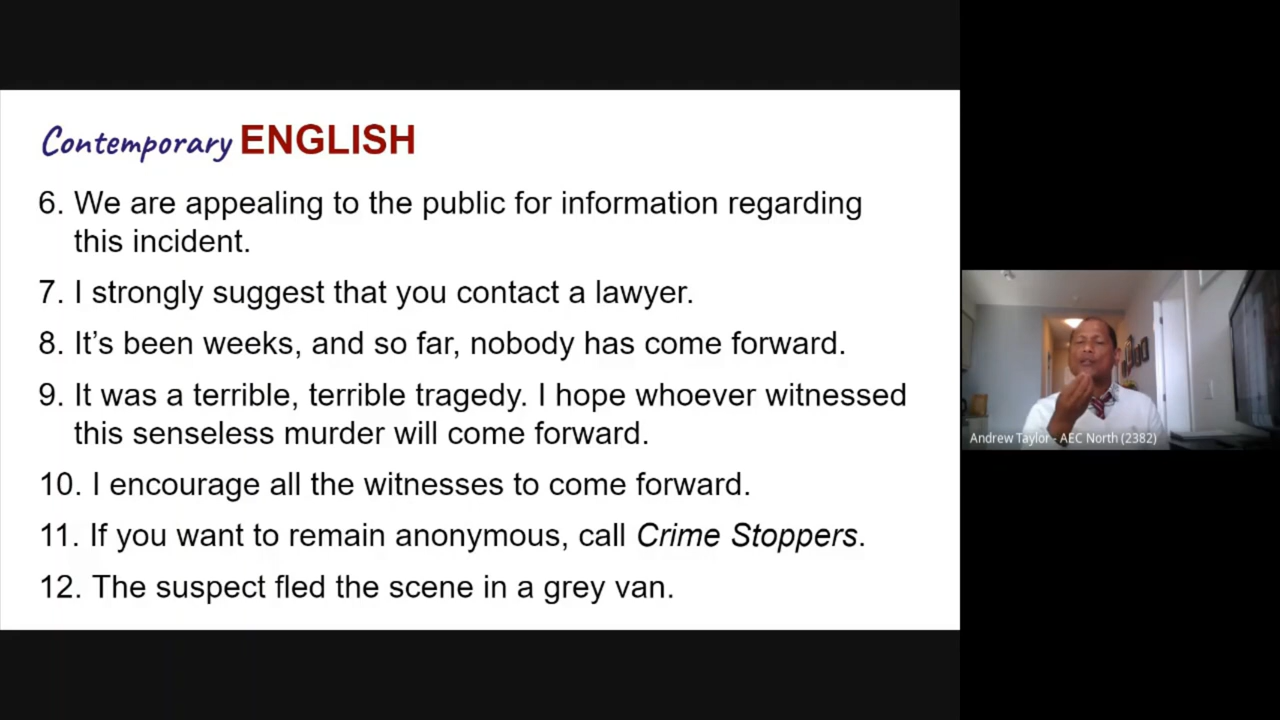 Contemporary ENGLISH
6. We are appealing to the public for information regarding
this incident.
7. I strongly suggest that you contact a lawyer.
8. It’s been weeks, and so far, nobody has come forward.
9. It was a terrible, terrible tragedy. I hope whoever witnessed
this senseless murder will come forward.
10. I encourage all the witnesses to come forward.
11. If you want to remain anonymous, call Crime Stoppers.
12. The suspect fled the scene in a grey van.
Andrew Taylor - AEC North (2382)